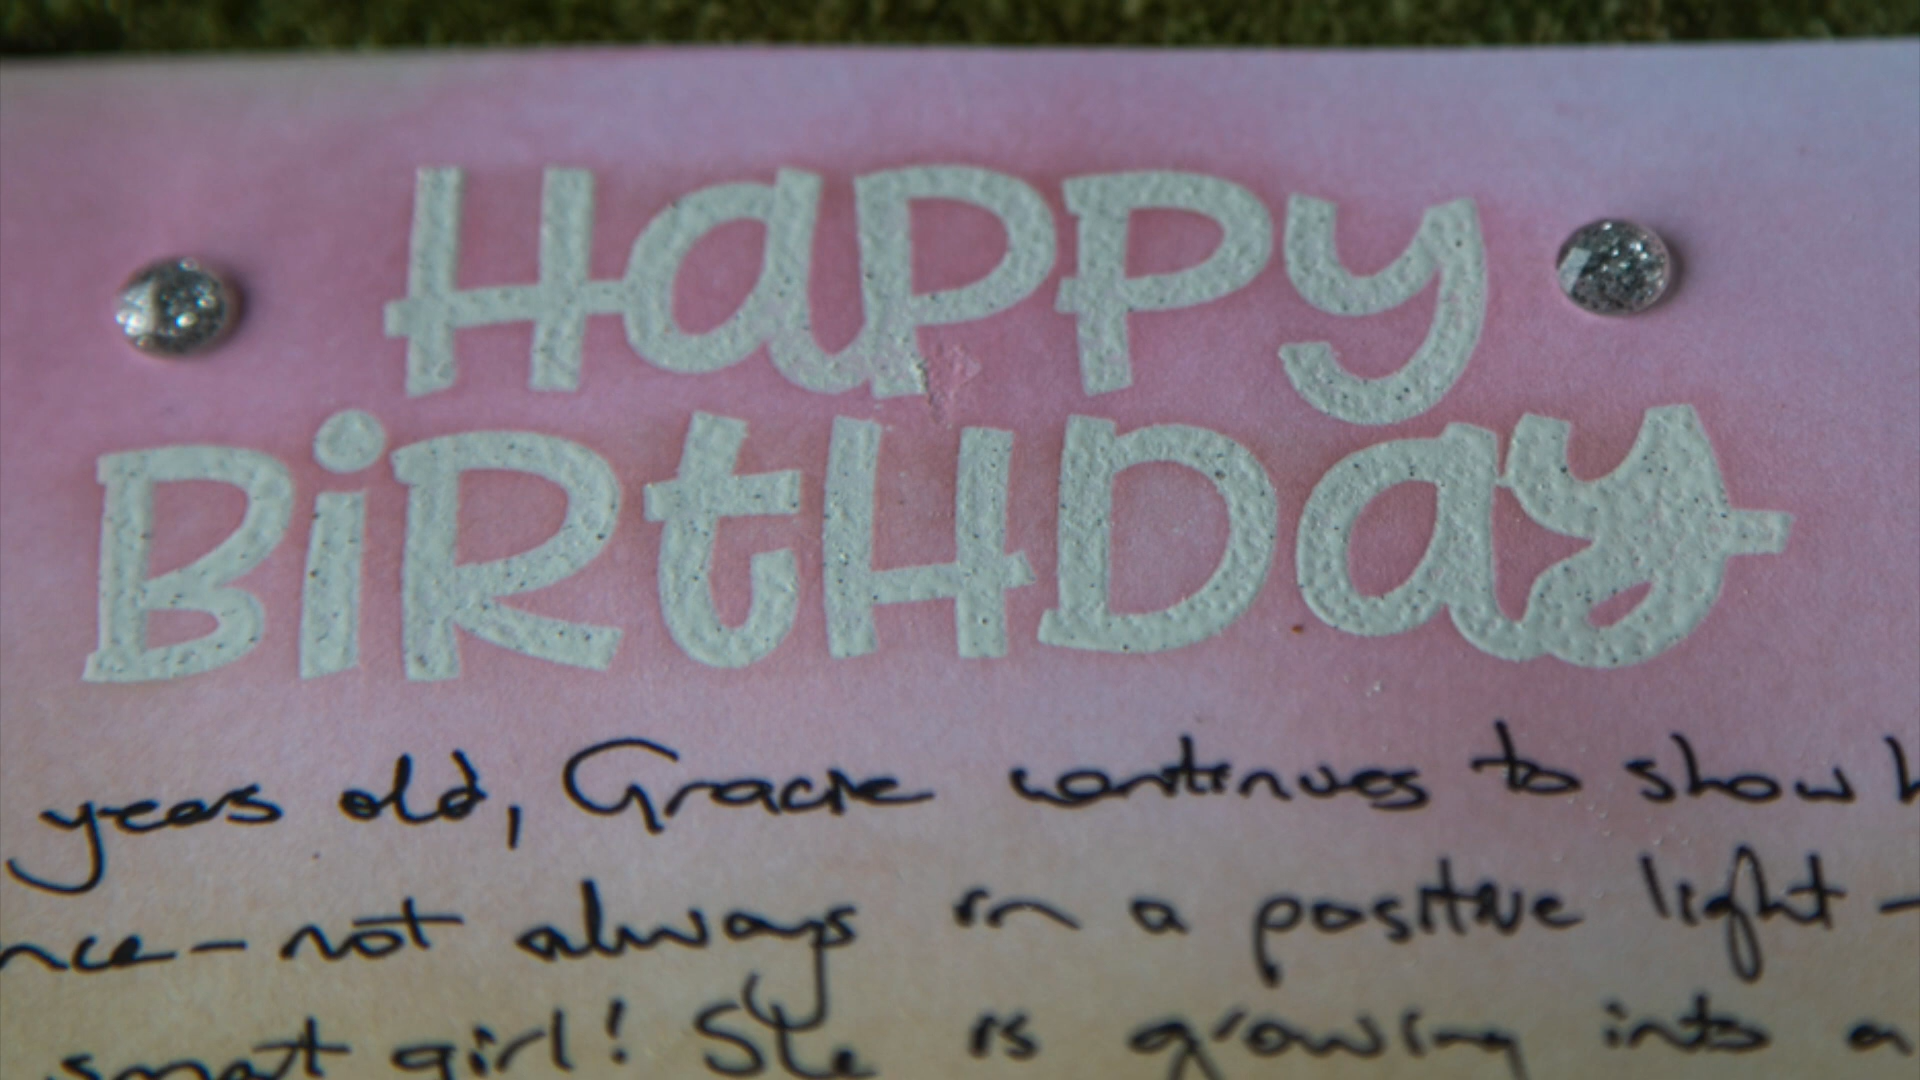 Happy
BirtHDay
years old, Gracie continues to show
- not always in a positive light -
smart girl! She is growing into a